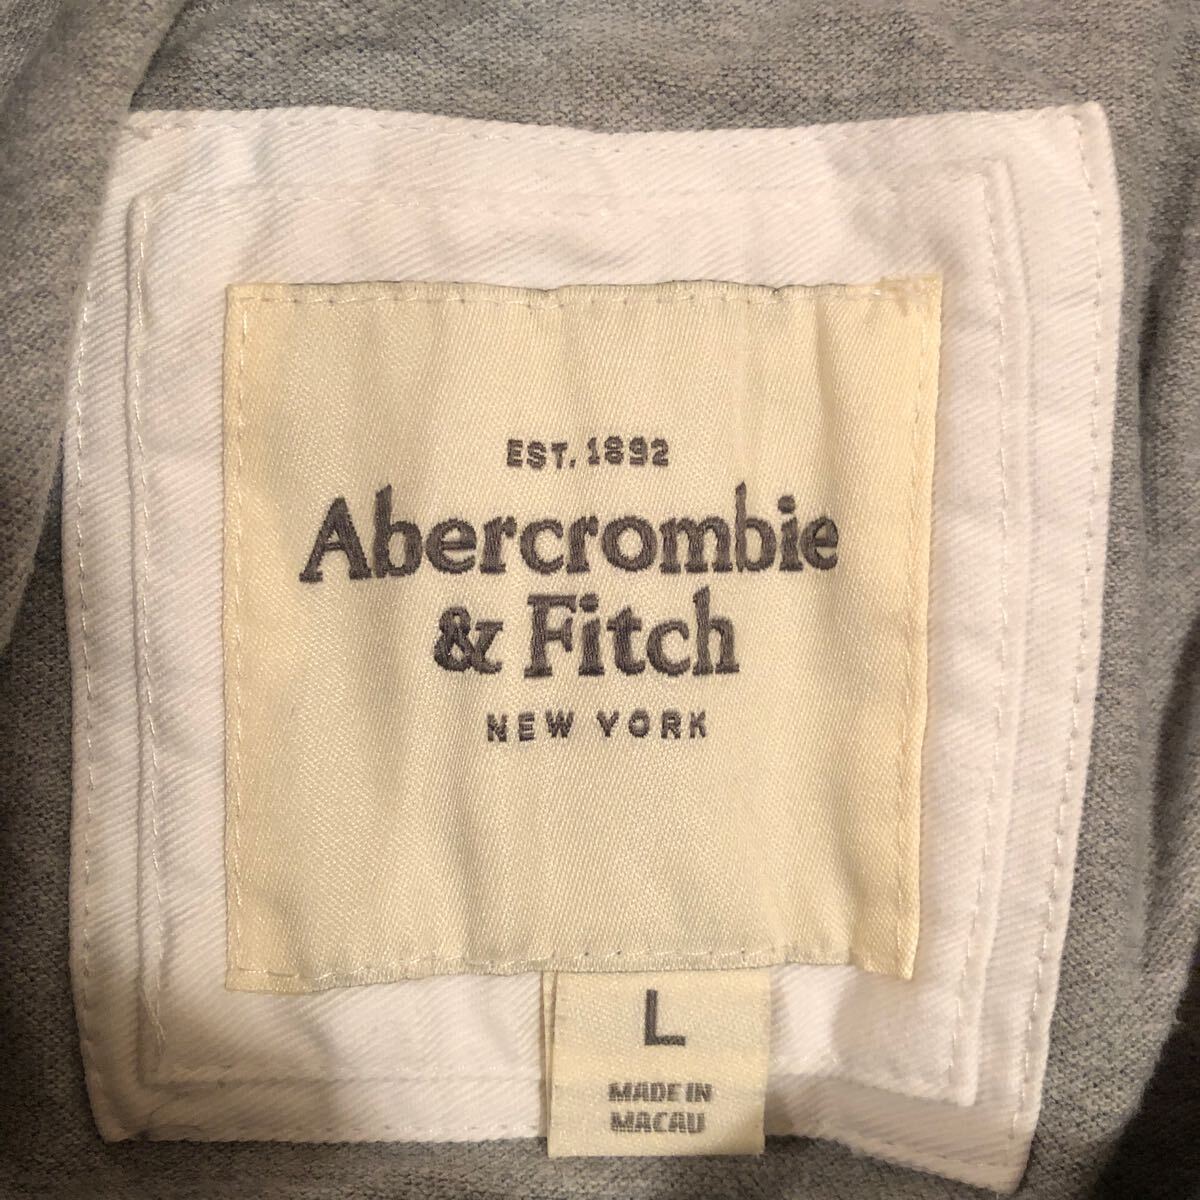 EST. 1892
Abercrombie
& Fitch
NEW YORK
L
MADE IN
MACAU